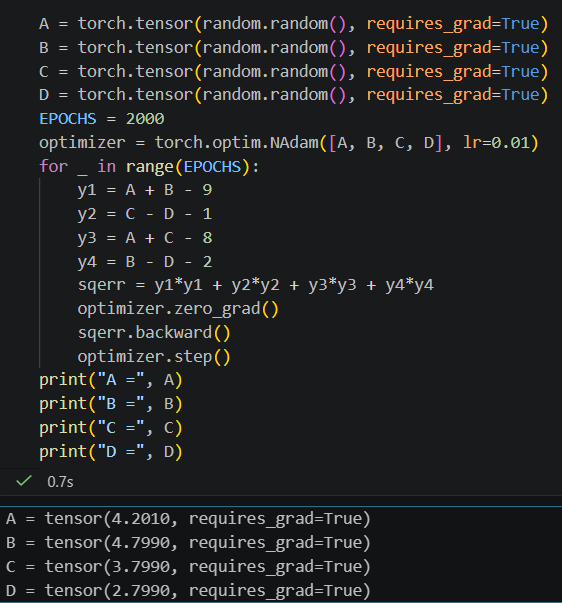 A = torch.tensor(random.random(), requires_grad=True)
B = torch.tensor(random.random(), requires_grad=True)
C = torch.tensor(random.random(), requires_grad=True)
D = torch.tensor(random.random(), requires_grad=True)
EPOCHS = 2000
optimizer = torch.optim.NAdam([A, B, C, D], lr=0.01)
for _ in range(EPOCHS):
    y1 = A + B - 9
    y2 = C - D - 1
    y3 = A + C - 8
    y4 = B - D - 2
    sqerr = y1*y1 + y2*y2 + y3*y3 + y4*y4
    optimizer.zero_grad()
    sqerr.backward()
    optimizer.step()
print("A =", A)
print("B =", B)
print("C =", C)
print("D =", D)
0.7s
A = tensor(4.2010, requires_grad=True)
B = tensor(4.7990, requires_grad=True)
C = tensor(3.7990, requires_grad=True)
D = tensor(2.7990, requires_grad=True)